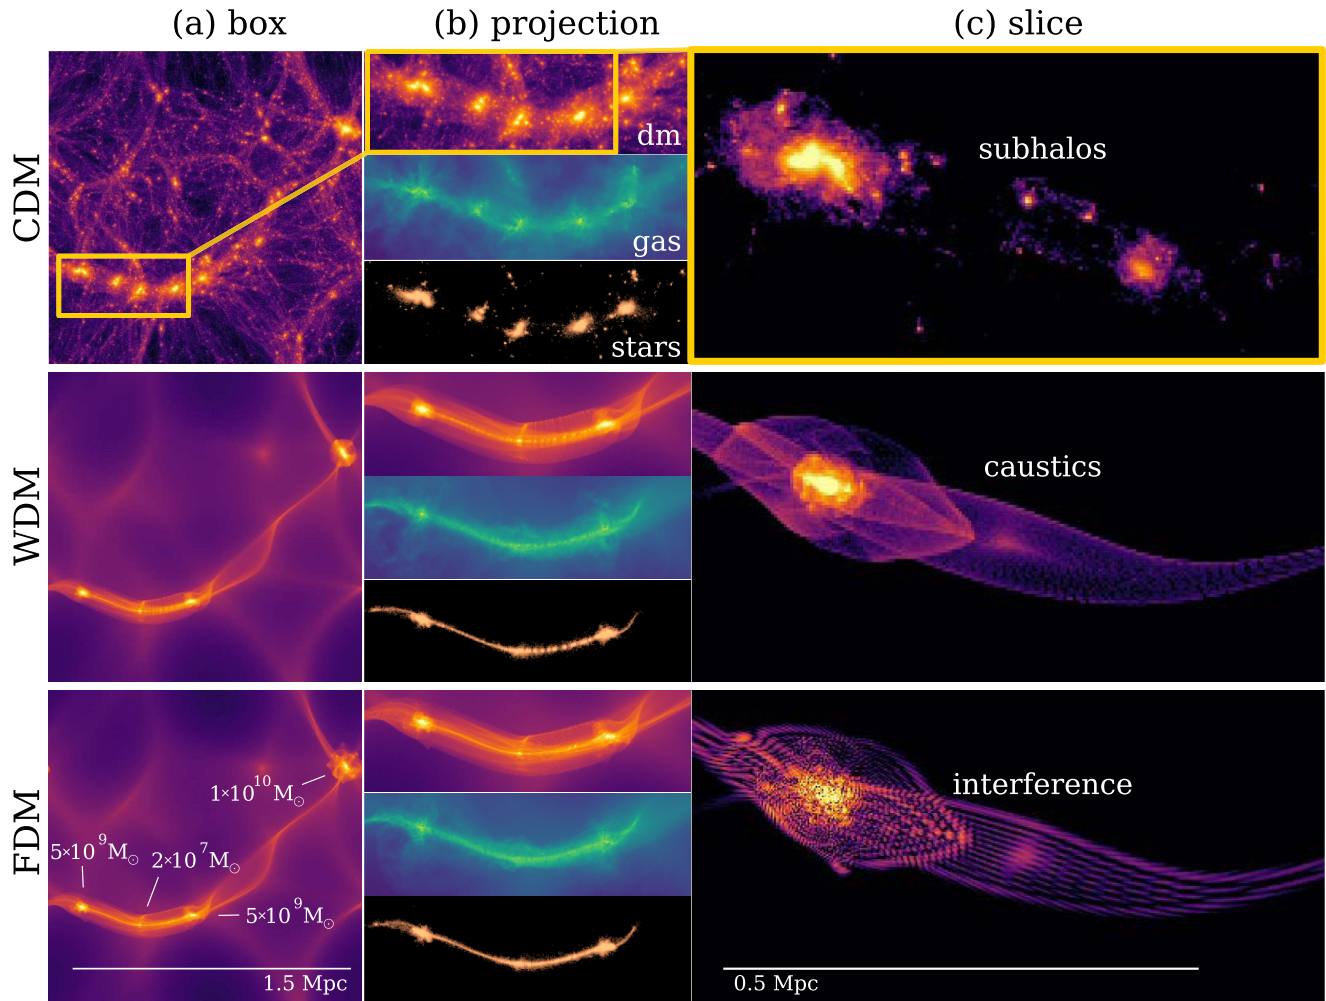 (a) box
(b) projection
(c) slice
CDM
dm
gas
stars
subhalos
WDM
caustics
FDM
1×10¹⁰M☉
5×10⁹M☉
2×10⁷M☉
5×10⁹M☉
1.5 Mpc
interference
0.5 Mpc